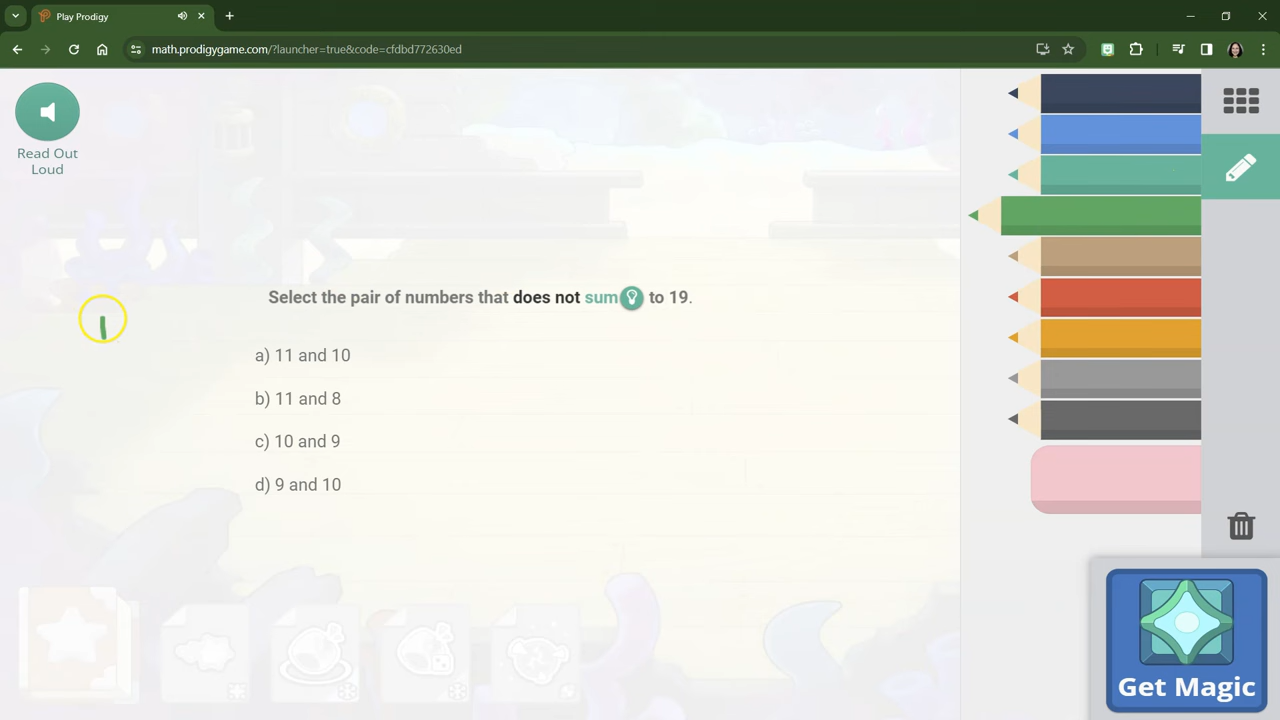 Play Prodigy
math.prodigygame.com/?launcher=true&code=cfdbd772630ed
Read Out
Loud
Select the pair of numbers that does not sum to 19.
a) 11 and 10
b) 11 and 8
c) 10 and 9
d) 9 and 10
Get Magic